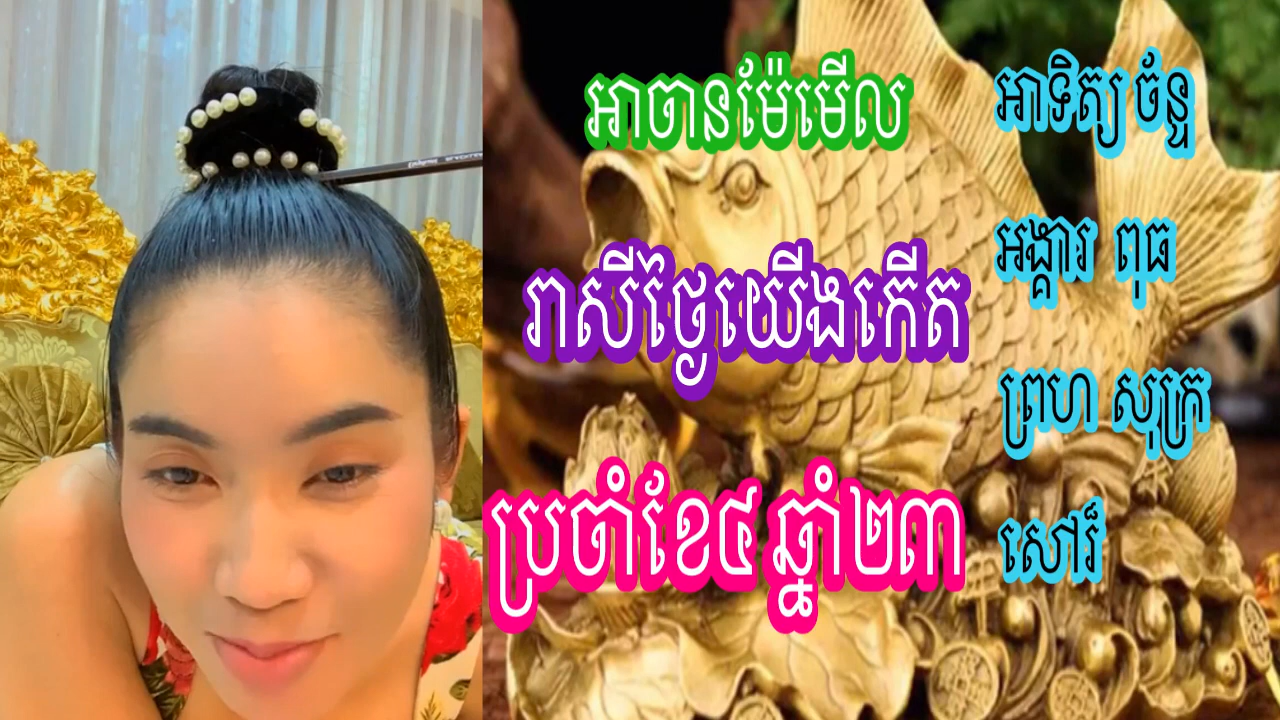 អាចានម៉ែមើល
រាសីថ្ងៃយើងកើត
ប្រចាំខែ៤ ឆ្នាំ២៣
អាទិត្យ ច័ន្ទ
អង្គារ ពុធ
ព្រហ សុក្រ
សៅរ៍